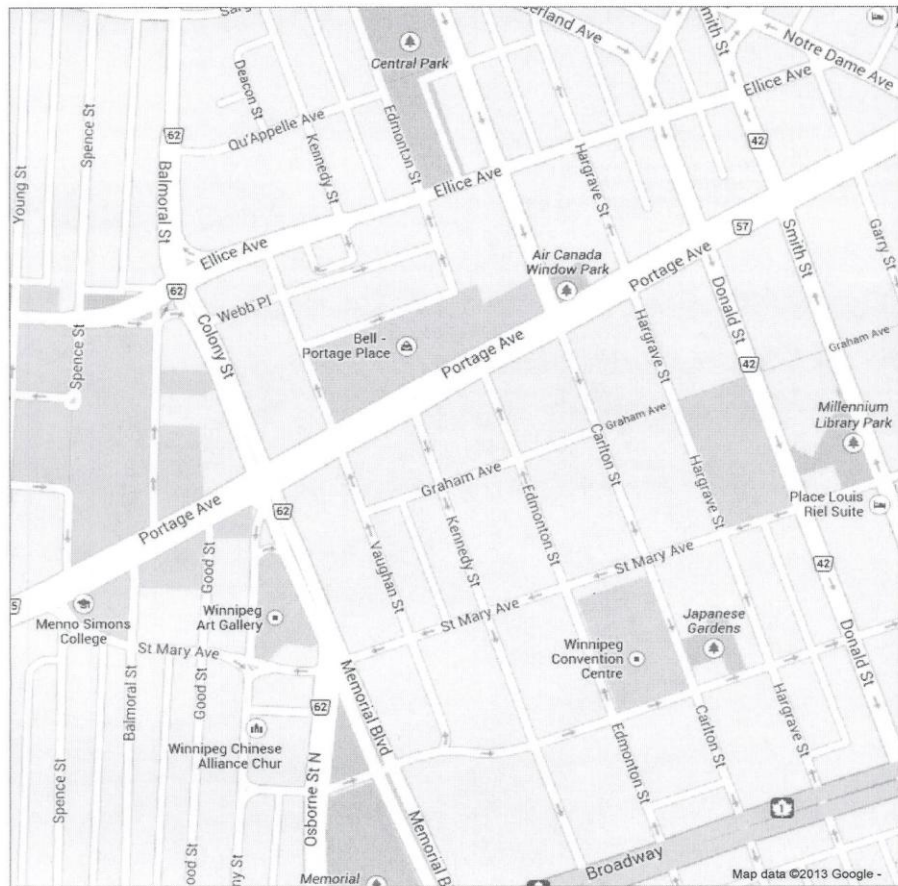 Sarg
Central Park
erland Ave
Smith St
Notre Dame Ave
Ellice Ave
Deacon St
Qu'Appelle Ave
Kennedy St
Edmonton St
62
Balmoral St
Spence St
Young St
Hargrave St
42
Ellice Ave
Ellice Ave
57
Smith St
Garry St
Air Canada
Window Park
Portage Ave
Donald St
62
Webb Pl
Colony St
Bell -
Portage Place
Portage Ave
Hargrave St
Graham Ave
42
Spence St
Graham Ave
Millennium
Library Park
Carlton St
Graham Ave
Hargrave St
Place Louis
Riel Suite
Portage Ave
62
Edmonton St
Kennedy St
Vaughan St
Good St
St Mary Ave
42
5
Menno Simons
College
Winnipeg
Art Gallery
St Mary Ave
Japanese
Gardens
Donald St
St Mary Ave
Winnipeg
Convention
Centre
Balmoral St
Good St
Memorial Blvd
62
Hargrave St
Carlton St
Edmonton St
Winnipeg Chinese
Alliance Chur
Spence St
Osborne St N
1
Memorial B
Broadway
ood St
ony St
Memorial
Map data ©2013 Google -